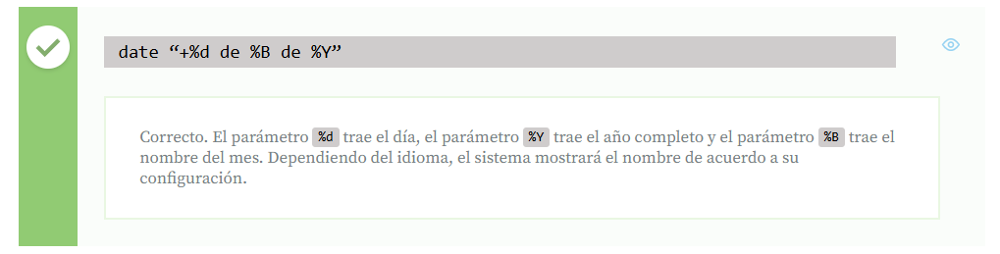 date “+%d de %B de %Y”
Correcto. El parámetro %d trae el día, el parámetro %Y trae el año completo y el parámetro %B trae el
nombre del mes. Dependiendo del idioma, el sistema mostrará el nombre de acuerdo a su
configuración.